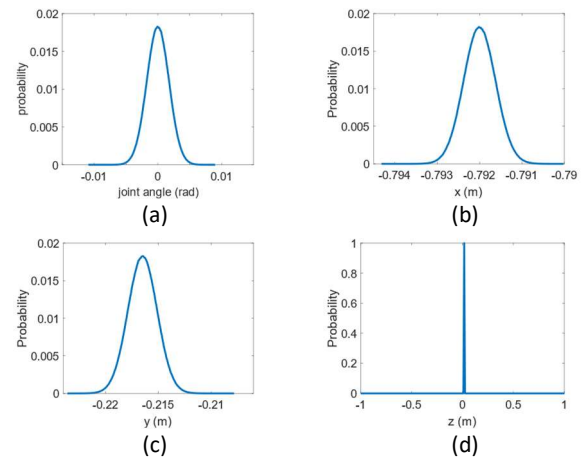 0.02
0.015
0.01
0.005
0
probability
-0.01 0 0.01
joint angle (rad)
(a)
0.02
0.015
0.01
0.005
0
Probability
-0.794 -0.793 -0.792 -0.791 -0.79
x (m)
(b)
0.02
0.015
0.01
0.005
0
Probability
-0.22 -0.215 -0.21
y (m)
(c)
1
0.8
0.6
0.4
0.2
0
Probability
-1 -0.5 0 0.5 1
z (m)
(d)